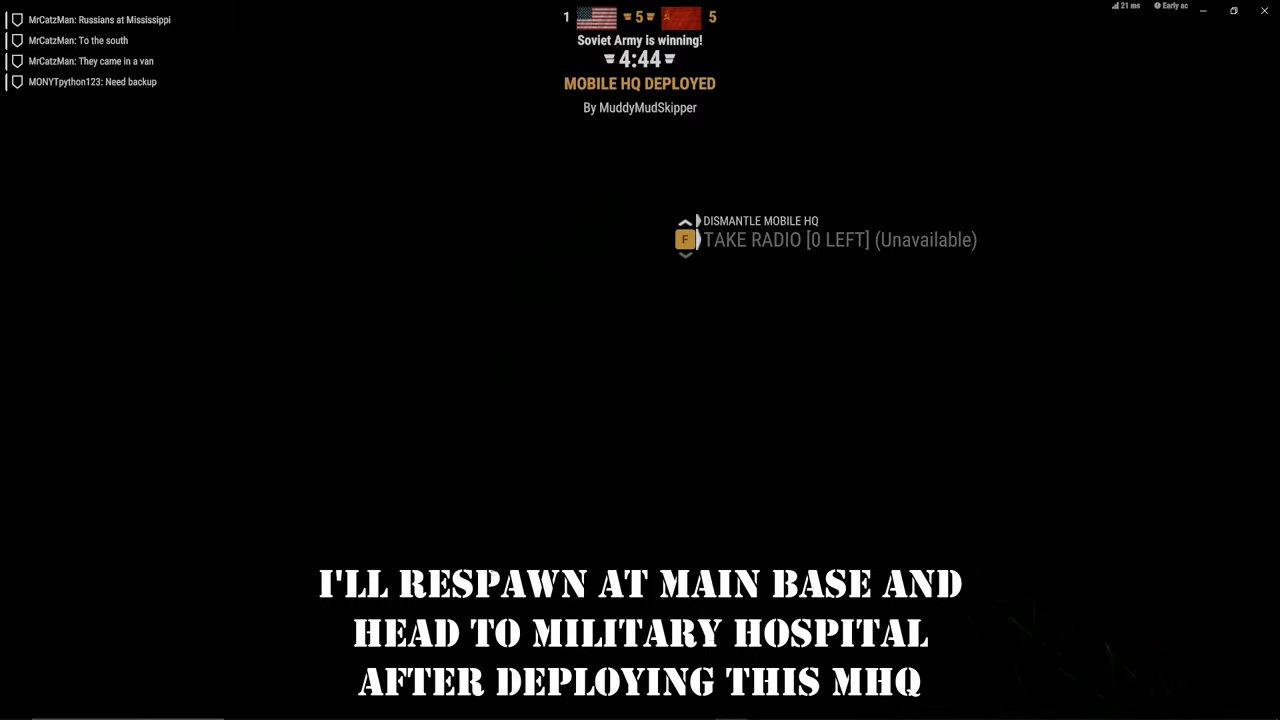 MrCatzMan: Russians at Mississippi
MrCatzMan: To the south
MrCatzMan: They came in a van
MONYTpython123: Need backup
1 5 5
Soviet Army is winning!
4:44
MOBILE HQ DEPLOYED
By MuddyMudSkipper
21 ms Early ac
DISMANTLE MOBILE HQ
F TAKE RADIO [0 LEFT] (Unavailable)
I'LL RESPAWN AT MAIN BASE AND
HEAD TO MILITARY HOSPITAL
AFTER DEPLOYING THIS MHQ